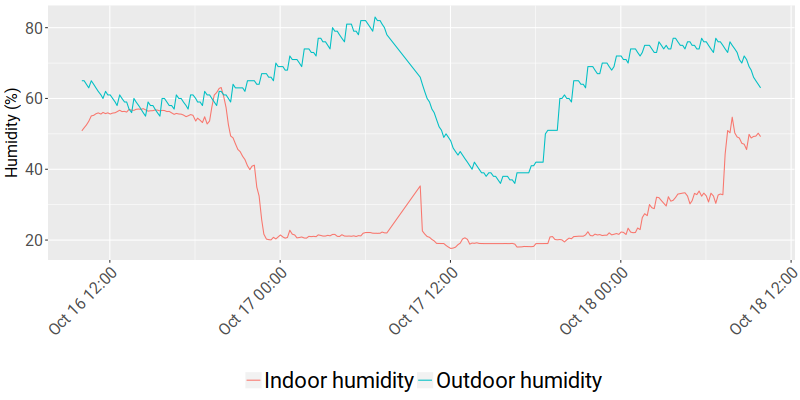 Humidity (%)
80
60
40
20
Oct 16 12:00
Oct 17 00:00
Oct 17 12:00
Oct 18 00:00
Oct 18 12:00
Indoor humidity Outdoor humidity